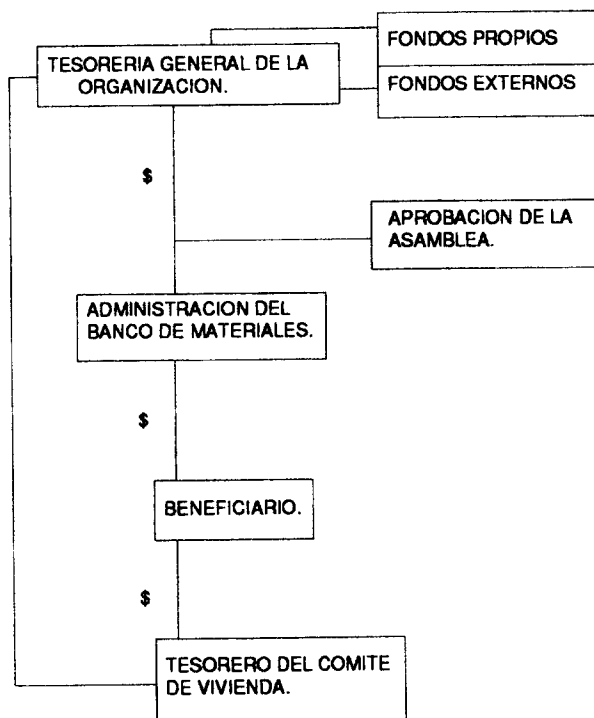 FONDOS PROPIOS
TESORERIA GENERAL DE LA
ORGANIZACION.
FONDOS EXTERNOS
$
APROBACION DE LA
ASAMBLEA.
ADMINISTRACION DEL
BANCO DE MATERIALES.
$
BENEFICIARIO.
$
TESORERO DEL COMITE
DE VIVIENDA.